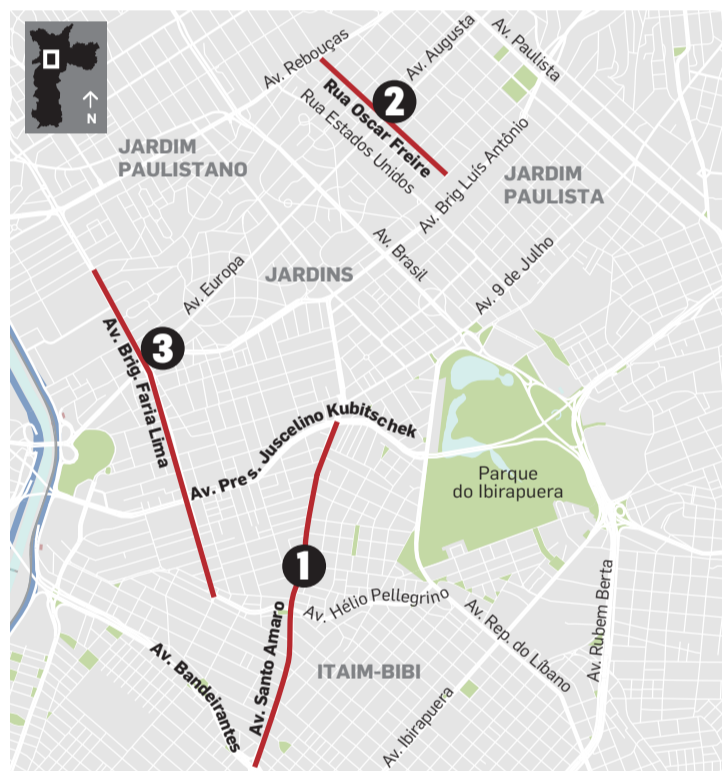 Av. Rebouças
Av. Augusta
Av. Paulista
2
Rua Oscar Freire
Rua Estados Unidos
N
JARDIM
PAULISTANO
Av. Brig Luís Antônio
JARDIM
PAULISTA
Av. Brasil
Av. Europa
JARDINS
Av. 9 de Julho
3
Av. Brig. Faria Lima
Av. Pres. Juscelino Kubitschek
Parque
do Ibirapuera
1
Av. Hélio Pellegrino
Av. Santo Amaro
Av. Rep. do Líbano
Av. Rubem Berta
Av. Bandeirantes
ITAIM-BIBI
Av. Ibirapuera